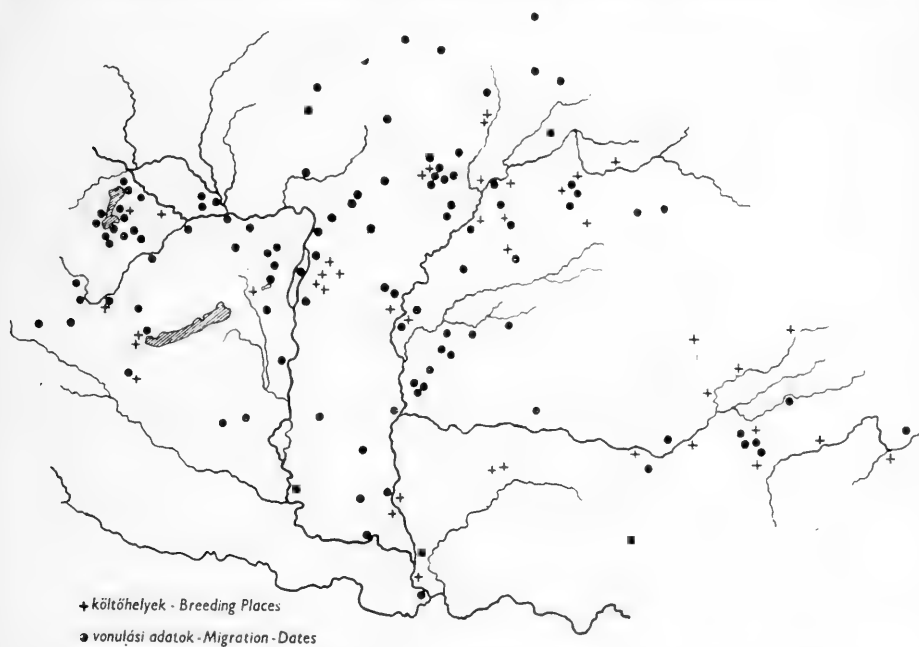 + költőhelyek - Breeding Places
● vonulási adatok - Migration - Dates